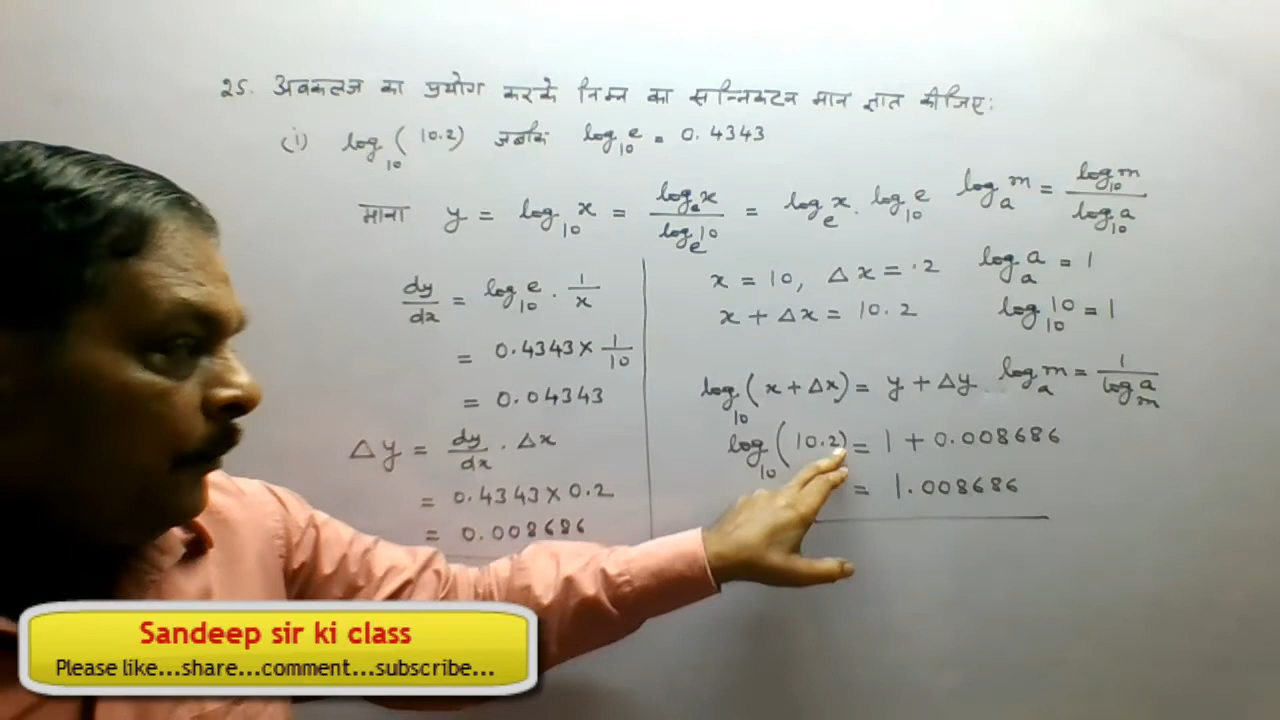 25. अवकलज का प्रयोग करके निम्न का सन्निकटन मान ज्ञात कीजिए:
(i) log₁₀(10.2) जबकि log₁₀e = 0.4343
माना y = log₁₀x = logₑx / logₑ10 = logₑx · log₁₀e
logₐm = log₁₀m / log₁₀a
dy/dx = log₁₀e · 1/x
= 0.4343 × 1/10
= 0.04343
Δy = dy/dx · Δx
= 0.4343 × 0.2
= 0.008686
x = 10, Δx = .2
x + Δx = 10.2
log₁₀(x + Δx) = y + Δy
log₁₀(10.2) = 1 + 0.008686
= 1.008686
logₐa = 1
log₁₀10 = 1
logₐm = 1 / logₘa
Sandeep sir ki class
Please like...share...comment...subscribe...